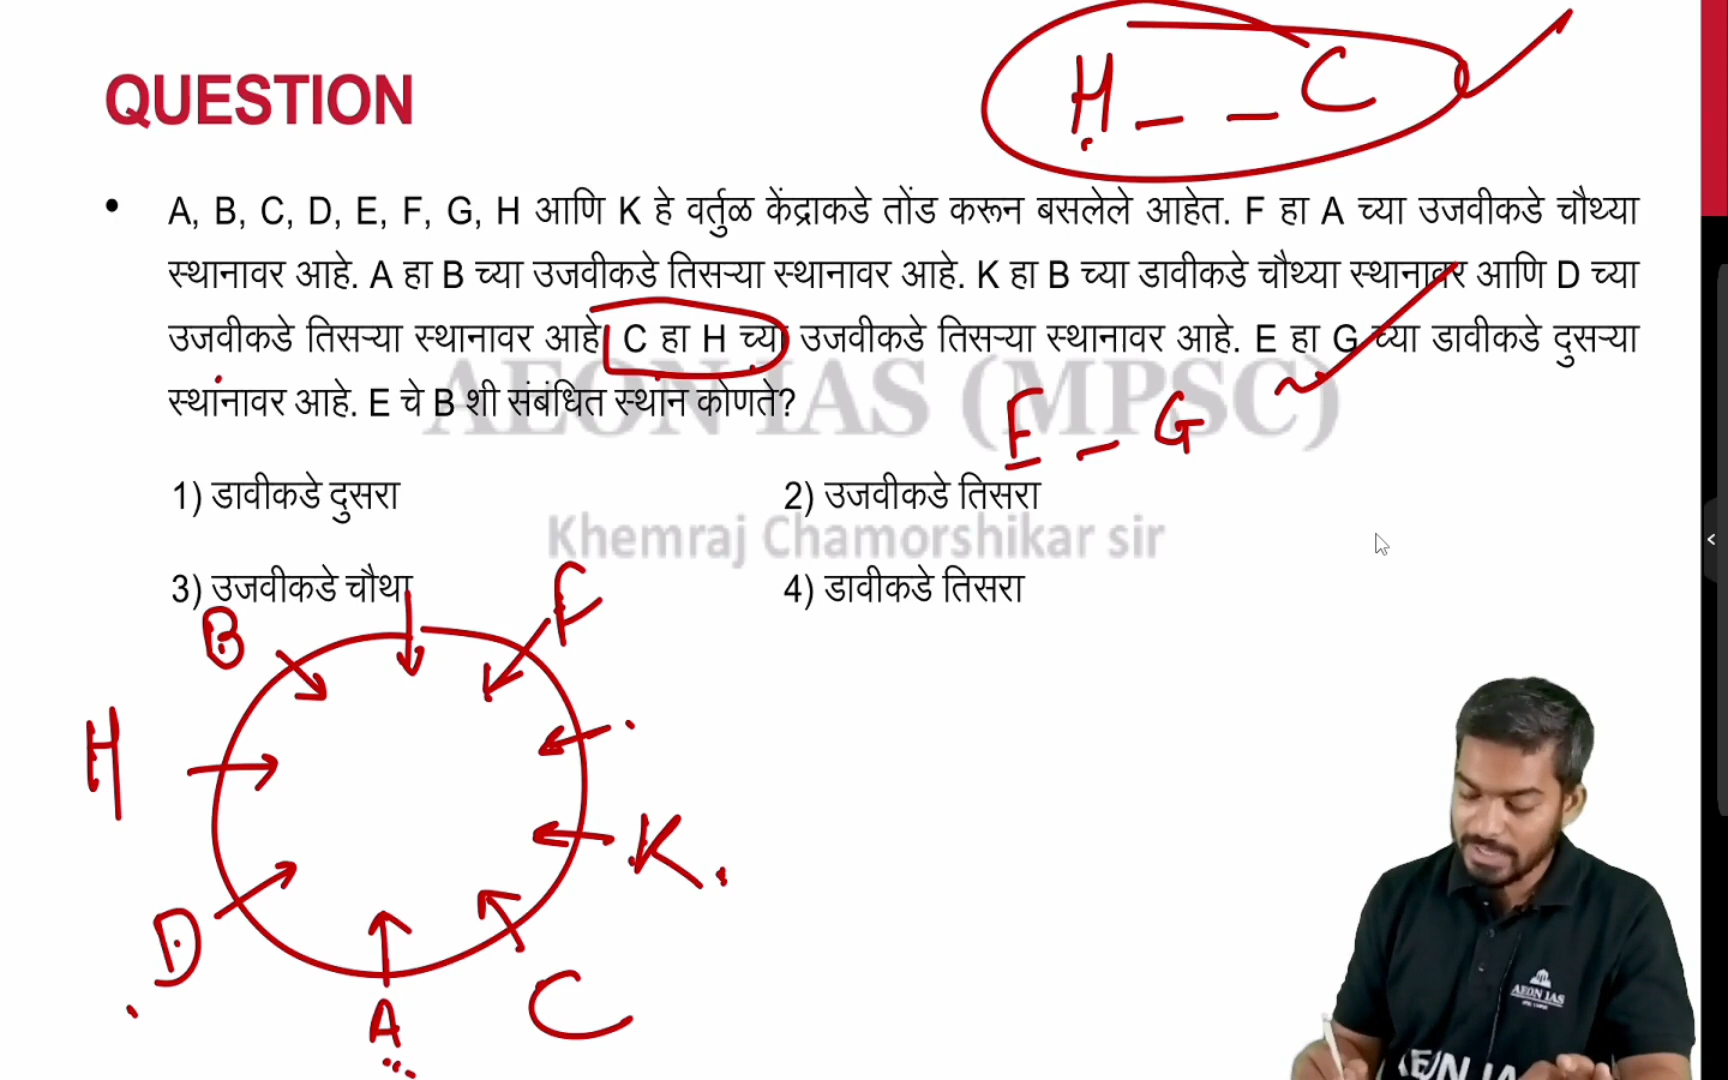 H _ _ C
QUESTION
• A, B, C, D, E, F, G, H आणि K हे वर्तुळ केंद्राकडे तोंड करून बसलेले आहेत. F हा A च्या उजवीकडे चौथ्या
स्थानावर आहे. A हा B च्या उजवीकडे तिसऱ्या स्थानावर आहे. K हा B च्या डावीकडे चौथ्या स्थानावर आणि D च्या
उजवीकडे तिसऱ्या स्थानावर आहे. C हा H च्या उजवीकडे तिसऱ्या स्थानावर आहे. E हा G च्या डावीकडे दुसऱ्या
स्थानावर आहे. E चे B शी संबंधित स्थान कोणते?
AEON IAS (MPSC)
E _ G
1) डावीकडे दुसरा
2) उजवीकडे तिसरा
Khemraj Chamorshikar sir
3) उजवीकडे चौथा
4) डावीकडे तिसरा
F
B
H
K
D
C
A
AEON IAS